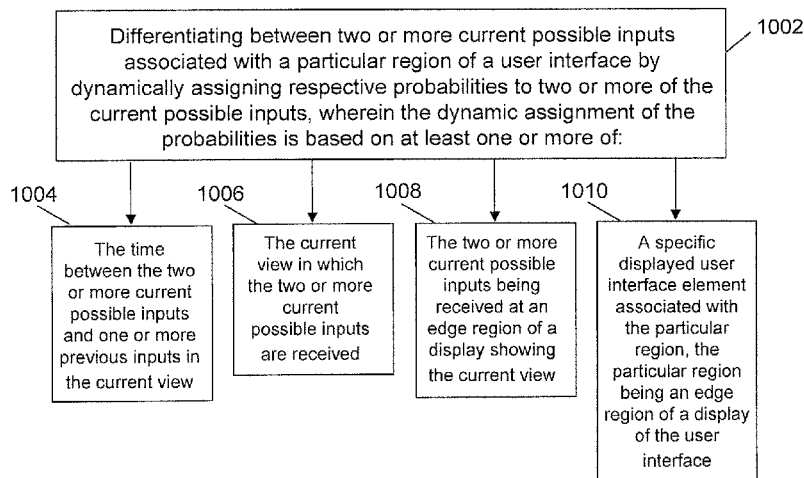 Differentiating between two or more current possible inputs
associated with a particular region of a user interface by
dynamically assigning respective probabilities to two or more of the
current possible inputs, wherein the dynamic assignment of the
probabilities is based on at least one or more of:
1002
1004
The time
between the two
or more current
possible inputs
and one or more
previous inputs in
the current view
1006
The current
view in which
the two or more
current
possible inputs
are received
1008
The two or more
current possible
inputs being
received at an
edge region of a
display showing
the current view
1010
A specific
displayed user
interface element
associated with
the particular
region, the
particular region
being an edge
region of a display
of the user
interface